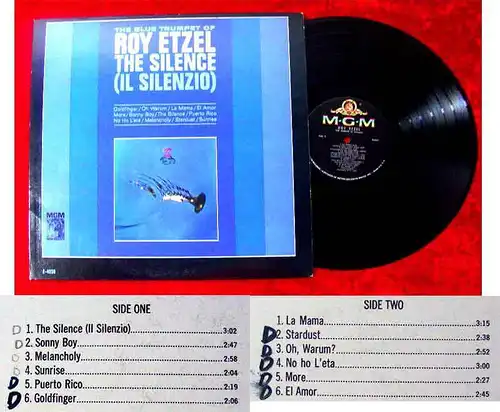 THE BLUE TRUMPET OF
ROY ETZEL
THE SILENCE
(IL SILENZIO)
Goldfinger/Oh Warum/La Mama/El Amor
More/Sonny Boy/The Silence/Puerto Rico
No Ho L'eta/Melancholy/Stardust/Sunrise
MGM
E-4038
M-G-M
ROY ETZEL
SIDE ONE
1. The Silence (Il Silenzio) 3:02
D 2. Sonny Boy 2:47
D 3. Melancholy 2:58
D 4. Sunrise 2:04
D 5. Puerto Rico 2:19
D 6. Goldfinger 2:06
SIDE TWO
1. La Mama 3:15
D 2. Stardust 2:38
D 3. Oh, Warum? 2:52
D 4. No ho L'eta 3:00
D 5. More 2:27
D 6. El Amor 2:45